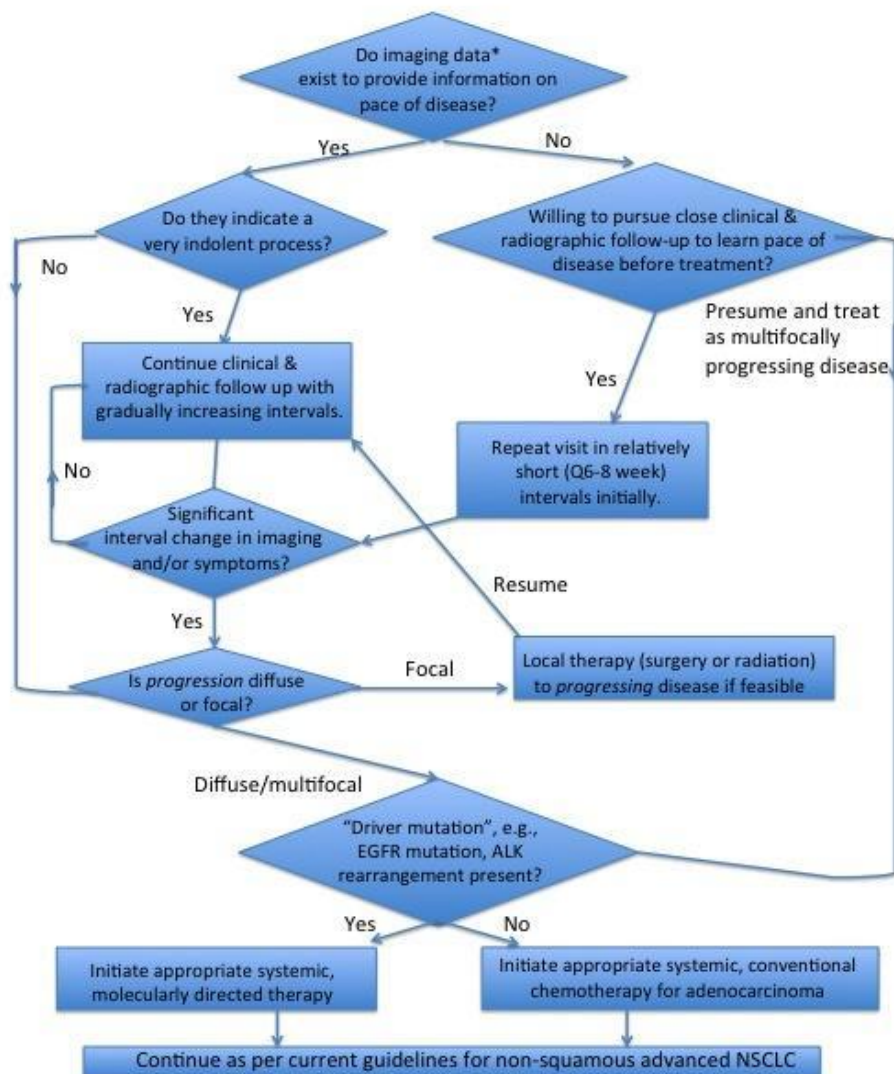 Do imaging data*
exist to provide information on
pace of disease?
Yes
No
Do they indicate a
very indolent process?
Willing to pursue close clinical &
radiographic follow-up to learn pace of
disease before treatment?
No
Yes
Presume and treat
as multifocally
progressing disease
Continue clinical &
radiographic follow up with
gradually increasing intervals.
Yes
Repeat visit in relatively
short (Q6-8 week)
intervals initially.
No
Significant
interval change in imaging
and/or symptoms?
Resume
Yes
Is progression diffuse
or focal?
Focal
Local therapy (surgery or radiation)
to progressing disease if feasible
Diffuse/multifocal
“Driver mutation”, e.g.,
EGFR mutation, ALK
rearrangement present?
Yes
No
Initiate appropriate systemic,
molecularly directed therapy
Initiate appropriate systemic, conventional
chemotherapy for adenocarcinoma
Continue as per current guidelines for non-squamous advanced NSCLC